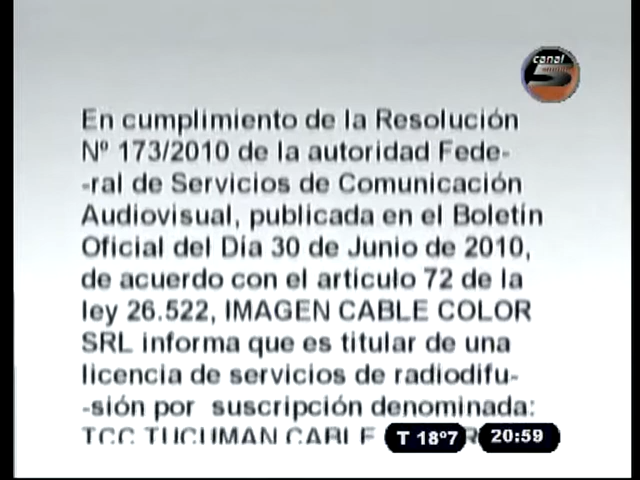 canal
5
En cumplimiento de la Resolución
Nº 173/2010 de la autoridad Fede-
-ral de Servicios de Comunicación
Audiovisual, publicada en el Boletín
Oficial del Día 30 de Junio de 2010,
de acuerdo con el artículo 72 de la
ley 26.522, IMAGEN CABLE COLOR
SRL informa que es titular de una
licencia de servicios de radiodifu-
-sión por suscripción denominada:
TCC TUCUMAN CABLE
T 18º7
20:59